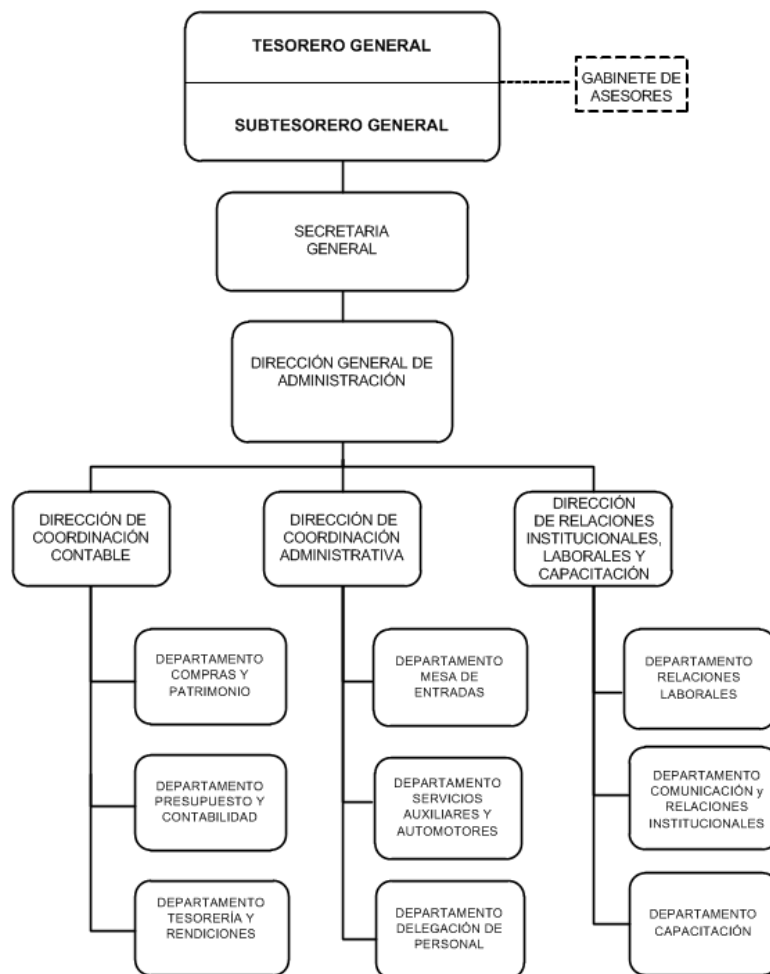 TESORERO GENERAL
SUBTESORERO GENERAL
GABINETE DE
ASESORES
SECRETARIA
GENERAL
DIRECCIÓN GENERAL DE
ADMINISTRACIÓN
DIRECCIÓN DE
COORDINACIÓN
CONTABLE
DIRECCIÓN DE
COORDINACIÓN
ADMINISTRATIVA
DIRECCIÓN
DE RELACIONES
INSTITUCIONALES,
LABORALES Y
CAPACITACIÓN
DEPARTAMENTO
COMPRAS Y
PATRIMONIO
DEPARTAMENTO
PRESUPUESTO Y
CONTABILIDAD
DEPARTAMENTO
TESORERÍA Y
RENDICIONES
DEPARTAMENTO
MESA DE
ENTRADAS
DEPARTAMENTO
SERVICIOS
AUXILIARES Y
AUTOMOTORES
DEPARTAMENTO
DELEGACIÓN DE
PERSONAL
DEPARTAMENTO
RELACIONES
LABORALES
DEPARTAMENTO
COMUNICACIÓN y
RELACIONES
INSTITUCIONALES
DEPARTAMENTO
CAPACITACIÓN